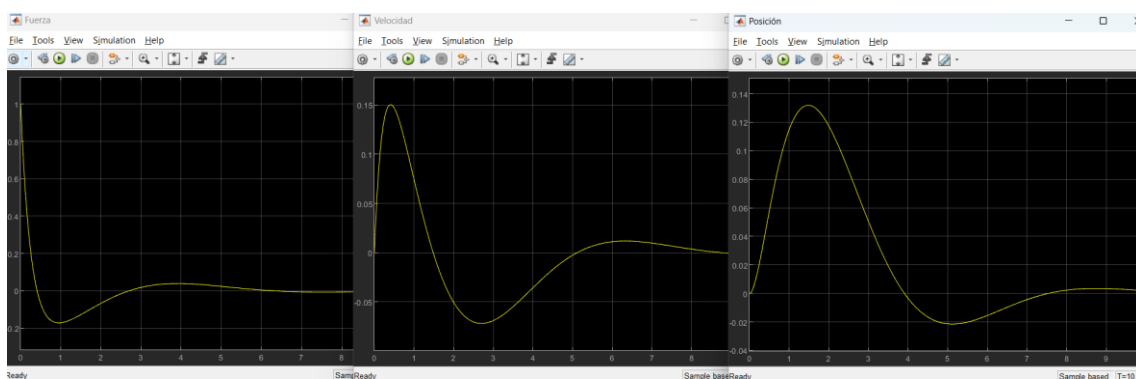 Fuerza
File Tools View Simulation Help
1
0.8
0.6
0.4
0.2
0
0.2
0 1 2 3 4 5 6 7 8
Ready
Velocidad
File Tools View Simulation Help
0.15
0.1
0.05
0
-0.05
0 1 2 3 4 5 6 7 8
Ready Sample base
Posición
File Tools View Simulation Help
0.14
0.12
0.1
0.08
0.06
0.04
0.02
0
-0.02
-0.04
0 1 2 3 4 5 6 7 8 9
Ready Sample based T=10